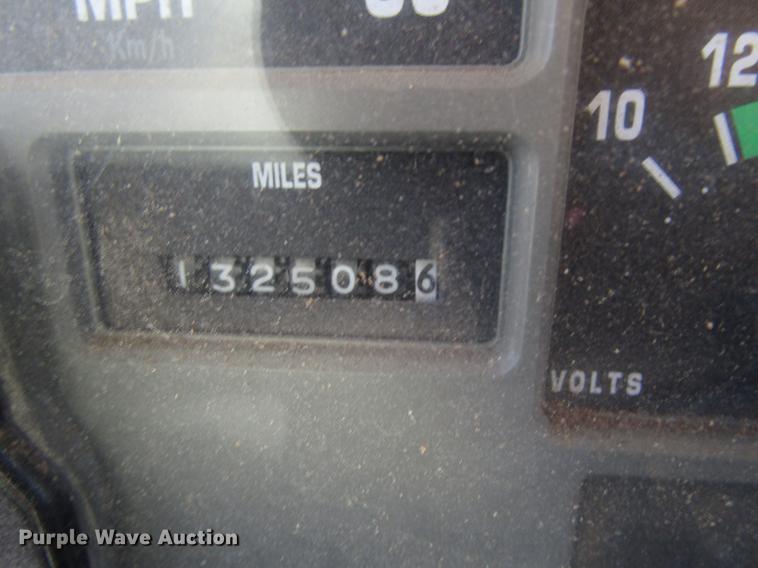 MPH
Km/h
12
10
MILES
1325086
VOLTS
Purple Wave Auction